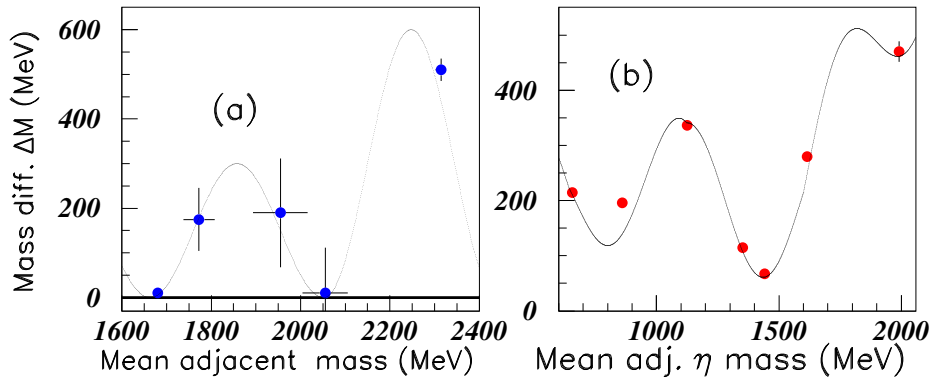 Mass diff. ΔM (MeV)
600
400
200
0
(a)
1600 1800 2000 2200 2400
Mean adjacent mass (MeV)
400
200
0
(b)
1000 1500 2000
Mean adj. η mass (MeV)